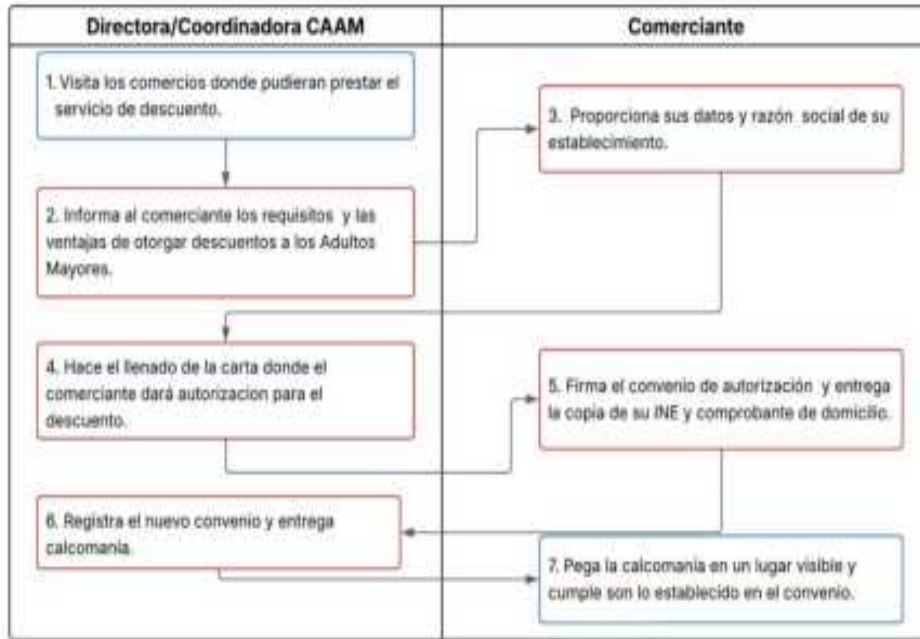 Directora/Coordinadora CAAM
Comerciante
1. Visita los comercios donde pudieran prestar el
servicio de descuento.
2. Informa al comerciante los requisitos y las
ventajas de otorgar descuentos a los Adultos
Mayores.
3. Proporciona sus datos y razón social de su
establecimiento.
4. Hace el llenado de la carta donde el
comerciante dará autorizacion para el
descuento.
5. Firma el convenio de autorización y entrega
la copia de su INE y comprobante de domicilio.
6. Registra el nuevo convenio y entrega
calcomanía.
7. Pega la calcomanía en un lugar visible y
cumple son lo establecido en el convenio.